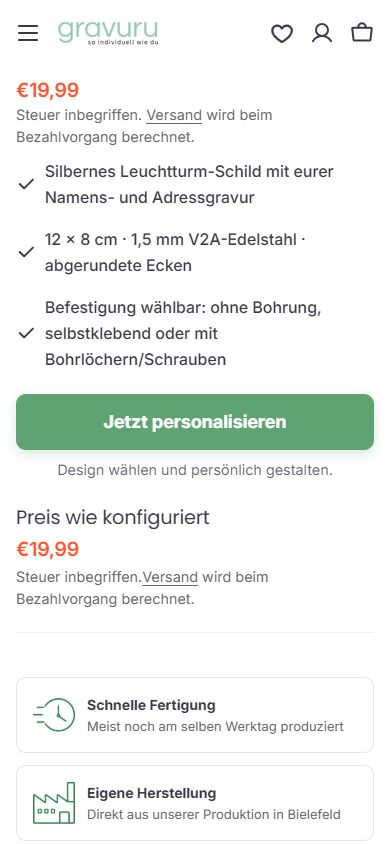 gravuru
so individuell wie du
€19,99
Steuer inbegriffen. Versand wird beim
Bezahlvorgang berechnet.
Silbernes Leuchtturm-Schild mit eurer
Namens- und Adressgravur
12 × 8 cm · 1,5 mm V2A-Edelstahl ·
abgerundete Ecken
Befestigung wählbar: ohne Bohrung,
selbstklebend oder mit
Bohrlöchern/Schrauben
Jetzt personalisieren
Design wählen und persönlich gestalten.
Preis wie konfiguriert
€19,99
Steuer inbegriffen.Versand wird beim
Bezahlvorgang berechnet.
Schnelle Fertigung
Meist noch am selben Werktag produziert
Eigene Herstellung
Direkt aus unserer Produktion in Bielefeld